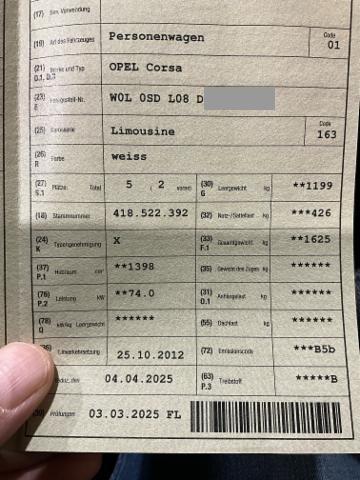 (17) Bes. Verwendung
(19) Art des Fahrzeuges Personenwagen Code 01
(21) D.1, D.3 Marke und Typ OPEL Corsa
(23) E Fahrgestell-Nr. W0L 0SD L08 D
(25) Karosserie Limousine Code 163
(26) R Farbe weiss
(27) S.1 Plätze: Total 5 , 2 vorne (30) G Leergewicht kg **1199
(18) Stammnummer 418.522.392 (32) Nutz-/Sattellast kg ***426
(24) K Typengenehmigung X (33) F.1 Gesamtgewicht kg **1625
(37) P.1 Hubraum cm³ **1398 (35) Gewicht des Zuges kg ******
(76) P.2 Leistung kW **74.0 (31) O.1 Anhängelast kg ******
(78) Q kW/kg Leergewicht ****** (55) Dachlast kg ******
(36) Inverkehrsetzung 25.10.2012 (72) Emissionscode ***B5b
04.04.2025 (63) P.3 Treibstoff *****B
Prüfungen 03.03.2025 FL